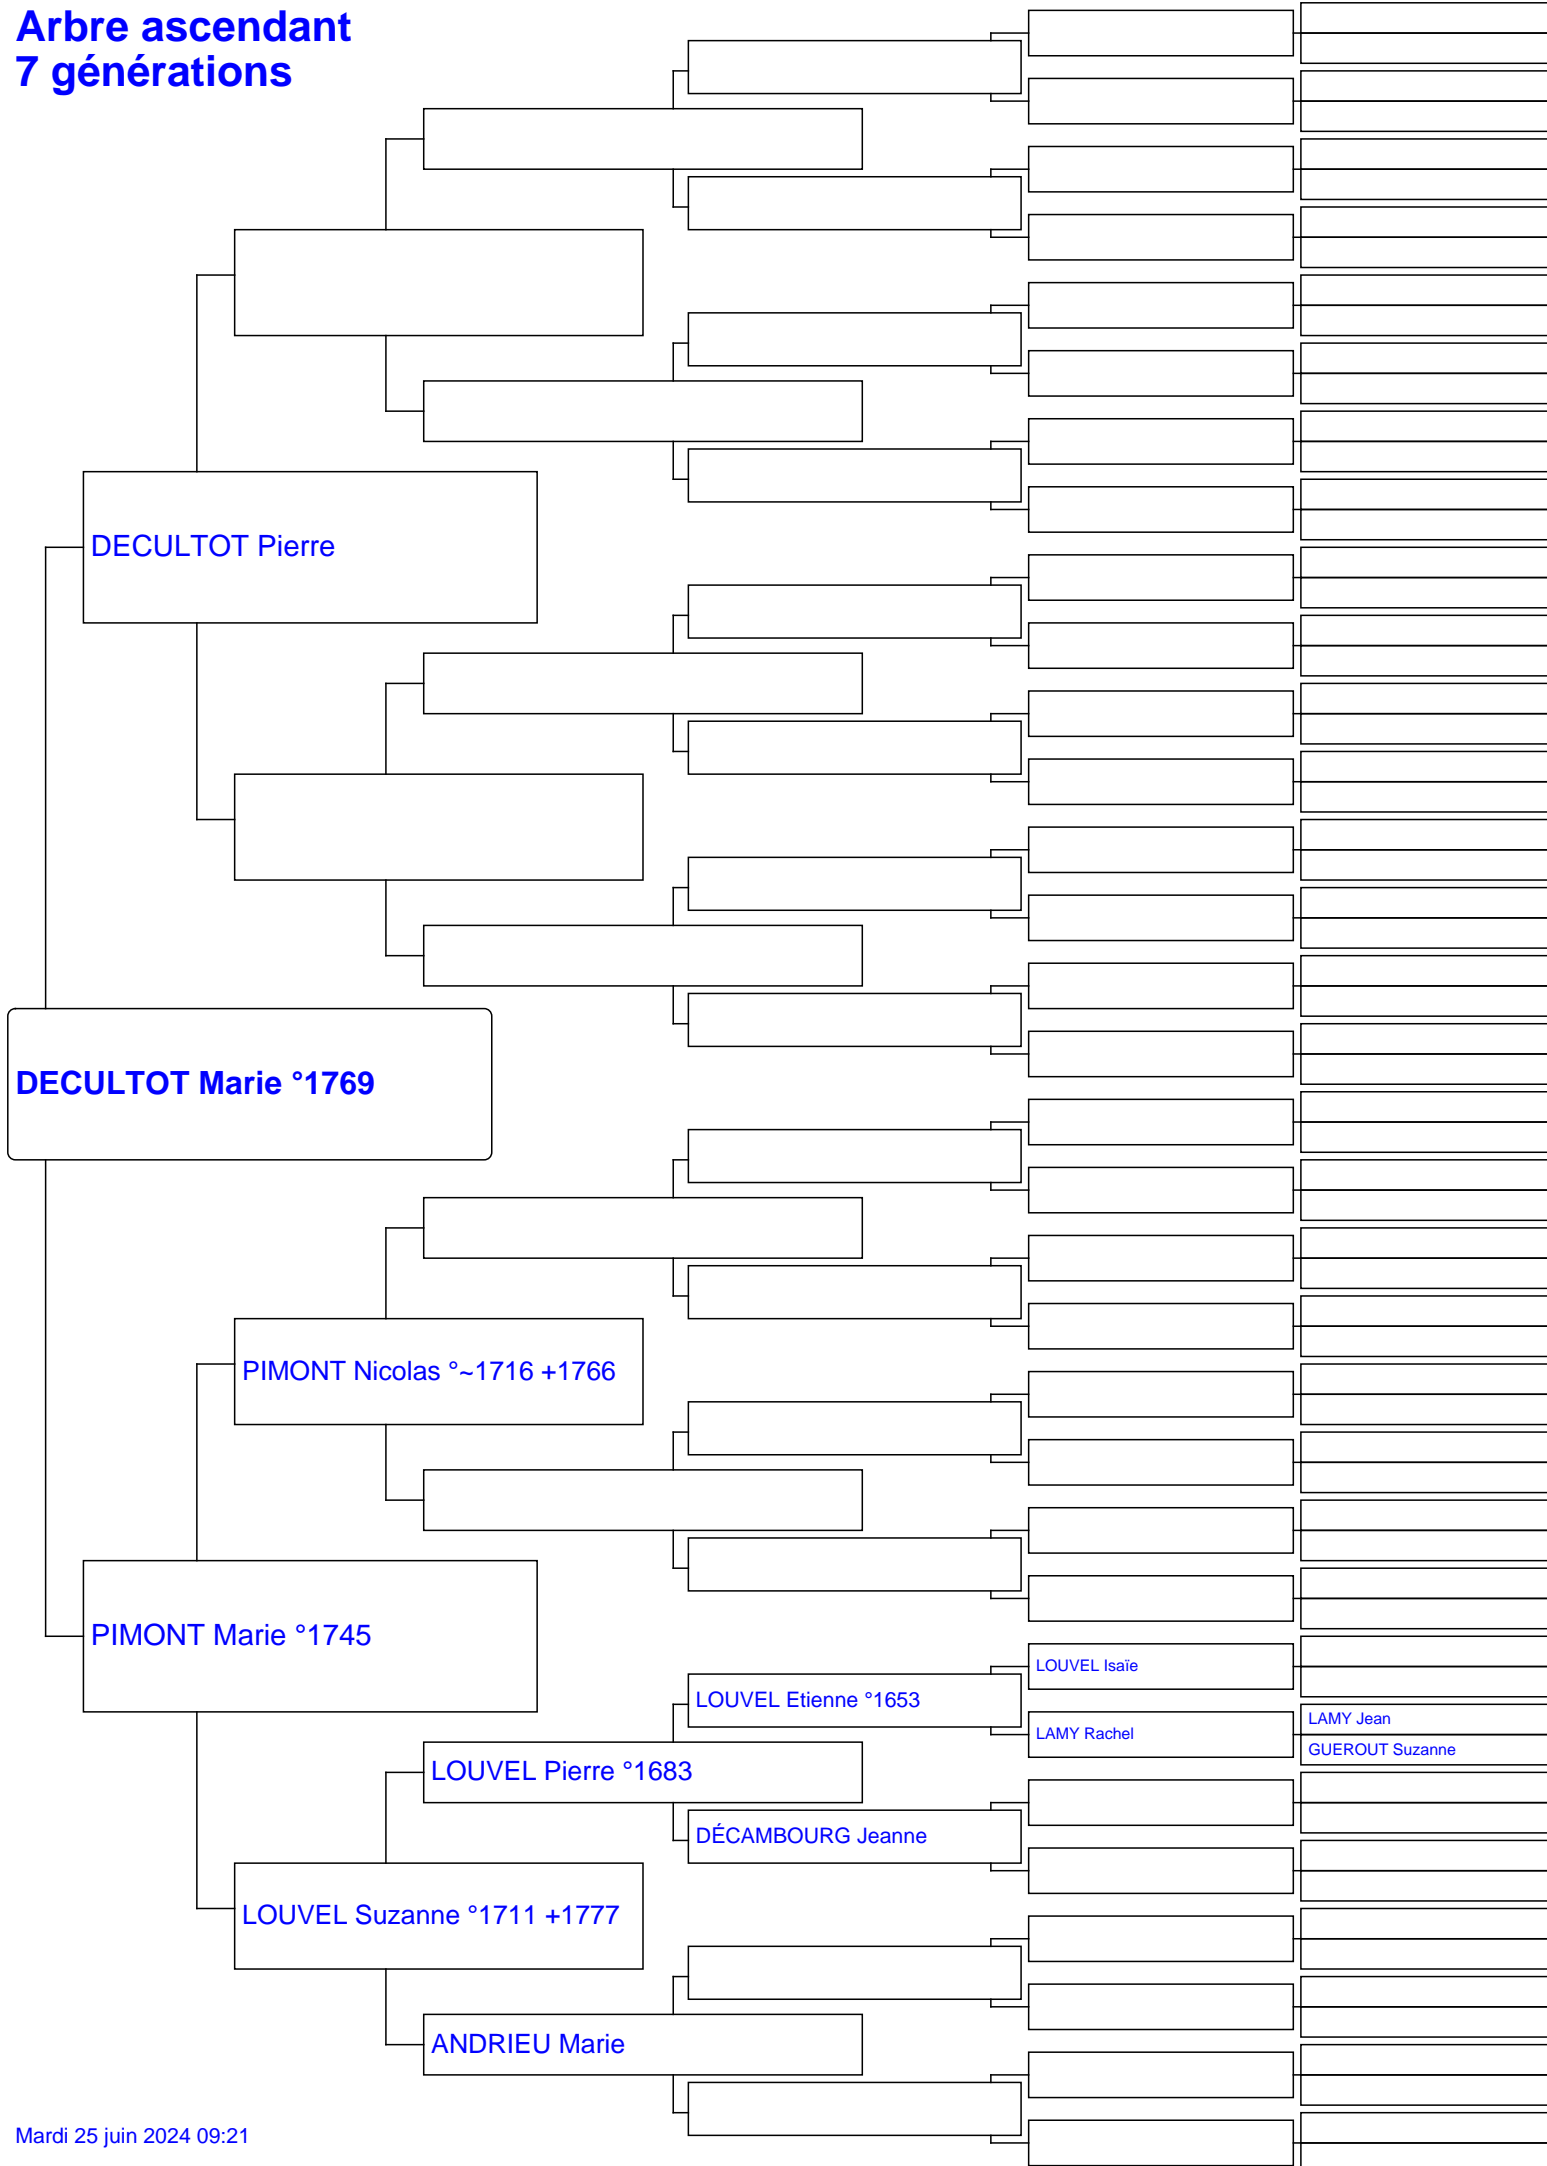 Arbre ascendant
7 générations
DECULTOT Pierre
DECULTOT Marie °1769
PIMONT Nicolas °~1716 +1766
PIMONT Marie °1745
LOUVEL Isaïe
LOUVEL Etienne °1653
LAMY Jean
LAMY Rachel
GUEROUT Suzanne
LOUVEL Pierre °1683
DÉCAMBOURG Jeanne
LOUVEL Suzanne °1711 +1777
ANDRIEU Marie
Mardi 25 juin 2024 09:21